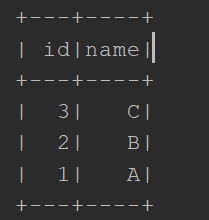 +---+----+
| id|name|
+---+----+
|  3|   C|
|  2|   B|
|  1|   A|
+---+----+